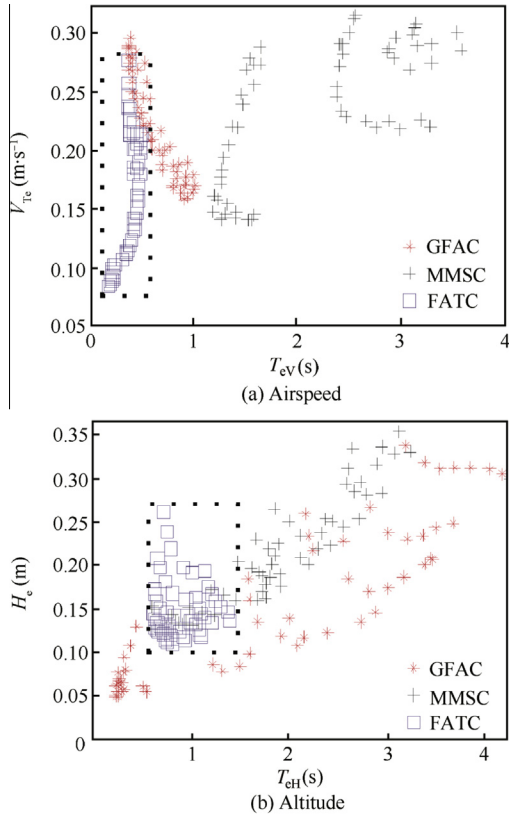 0.30
0.25
0.20
0.15
0.10
0.05
V_Te (m·s⁻¹)
GFAC
MMSC
FATC
0 1 2 3 4
T_eV (s)
(a) Airspeed
0.35
0.30
0.25
0.20
0.15
0.10
0.05
0
H_e (m)
GFAC
MMSC
FATC
1 2 3 4
T_eH (s)
(b) Altitude